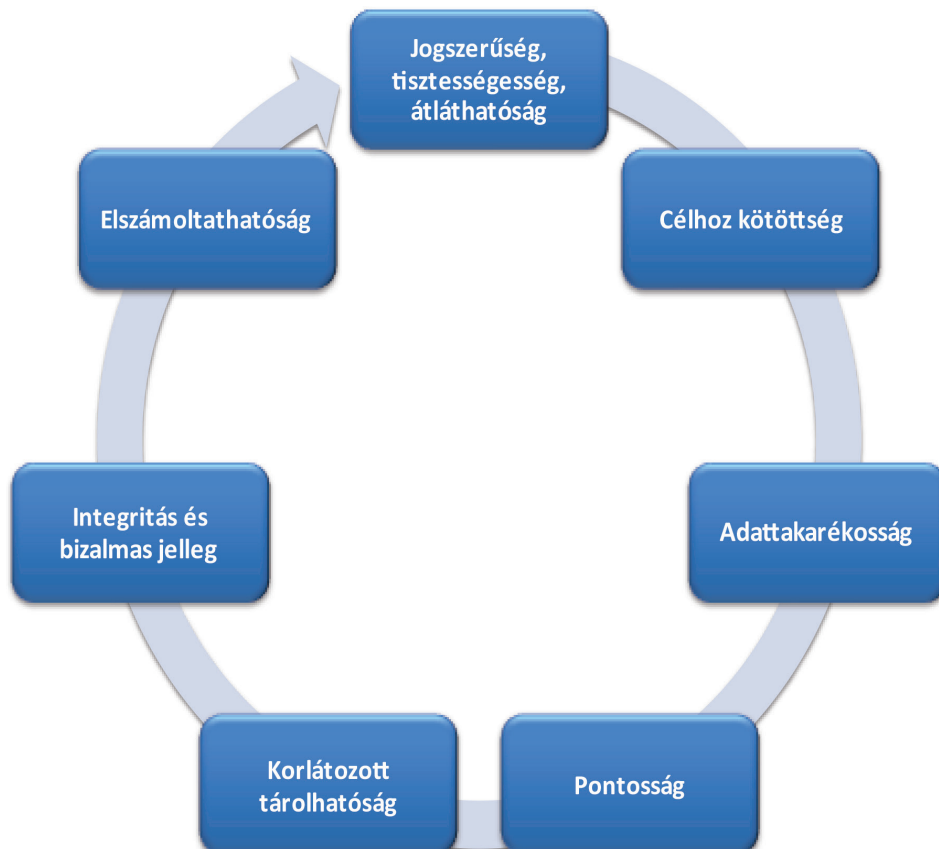 Jogszerűség,
tisztességesség,
átláthatóság
Célhoz kötöttség
Adattakarékosság
Pontosság
Korlátozott
tárolhatóság
Integritás és
bizalmas jelleg
Elszámoltathatóság